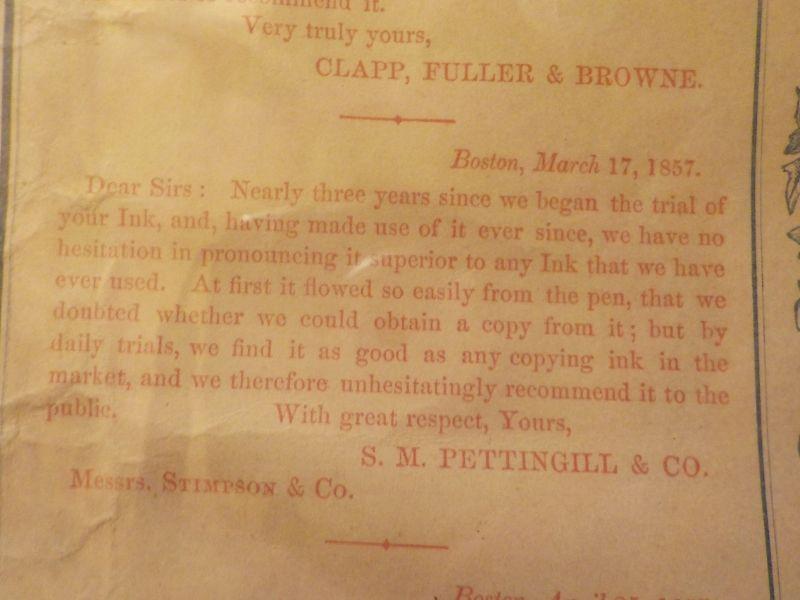 recommend it.
Very truly yours,
CLAPP, FULLER & BROWNE.
Boston, March 17, 1857.
Dear Sirs: Nearly three years since we began the trial of
your Ink, and, having made use of it ever since, we have no
hesitation in pronouncing it superior to any Ink that we have
ever used. At first it flowed so easily from the pen, that we
doubted whether we could obtain a copy from it; but by
daily trials, we find it as good as any copying ink in the
market, and we therefore unhesitatingly recommend it to the
public. With great respect, Yours,
S. M. PETTINGILL & CO.
Messrs. STIMPSON & Co.
Boston, April